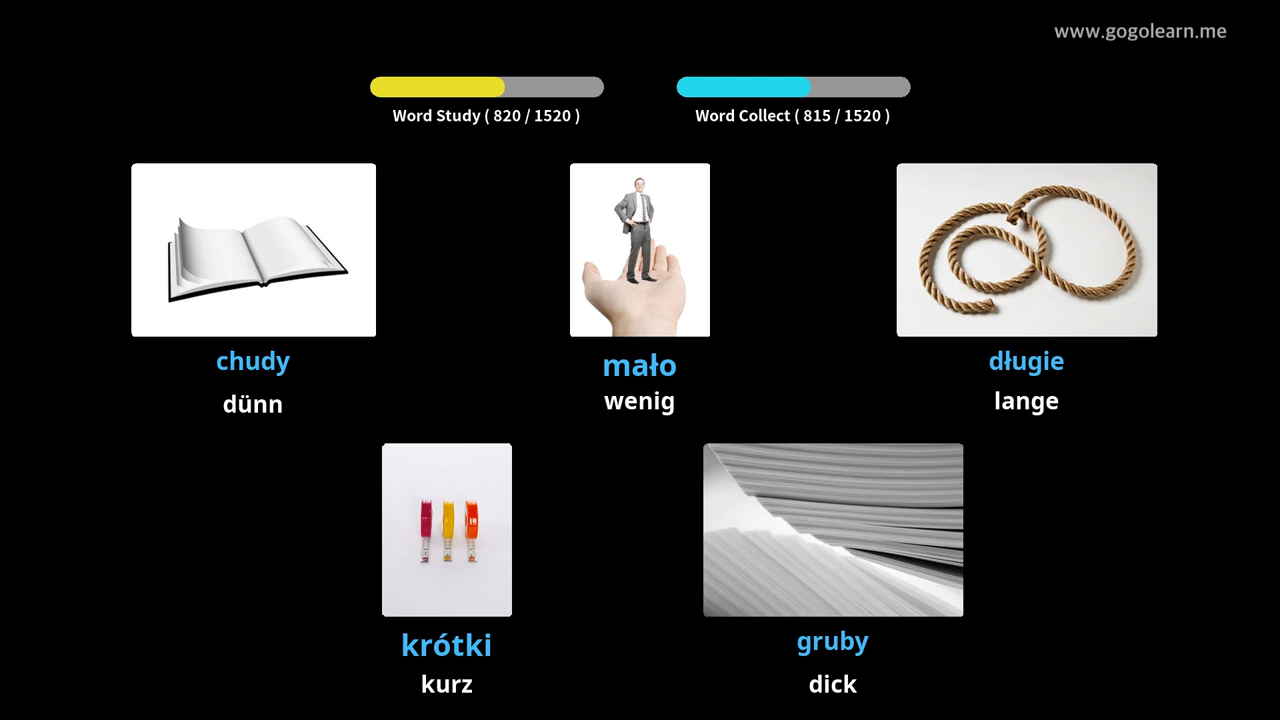 www.gogolearn.me
Word Study ( 820 / 1520 )
Word Collect ( 815 / 1520 )
chudy
dünn
mało
wenig
długie
lange
krótki
kurz
gruby
dick